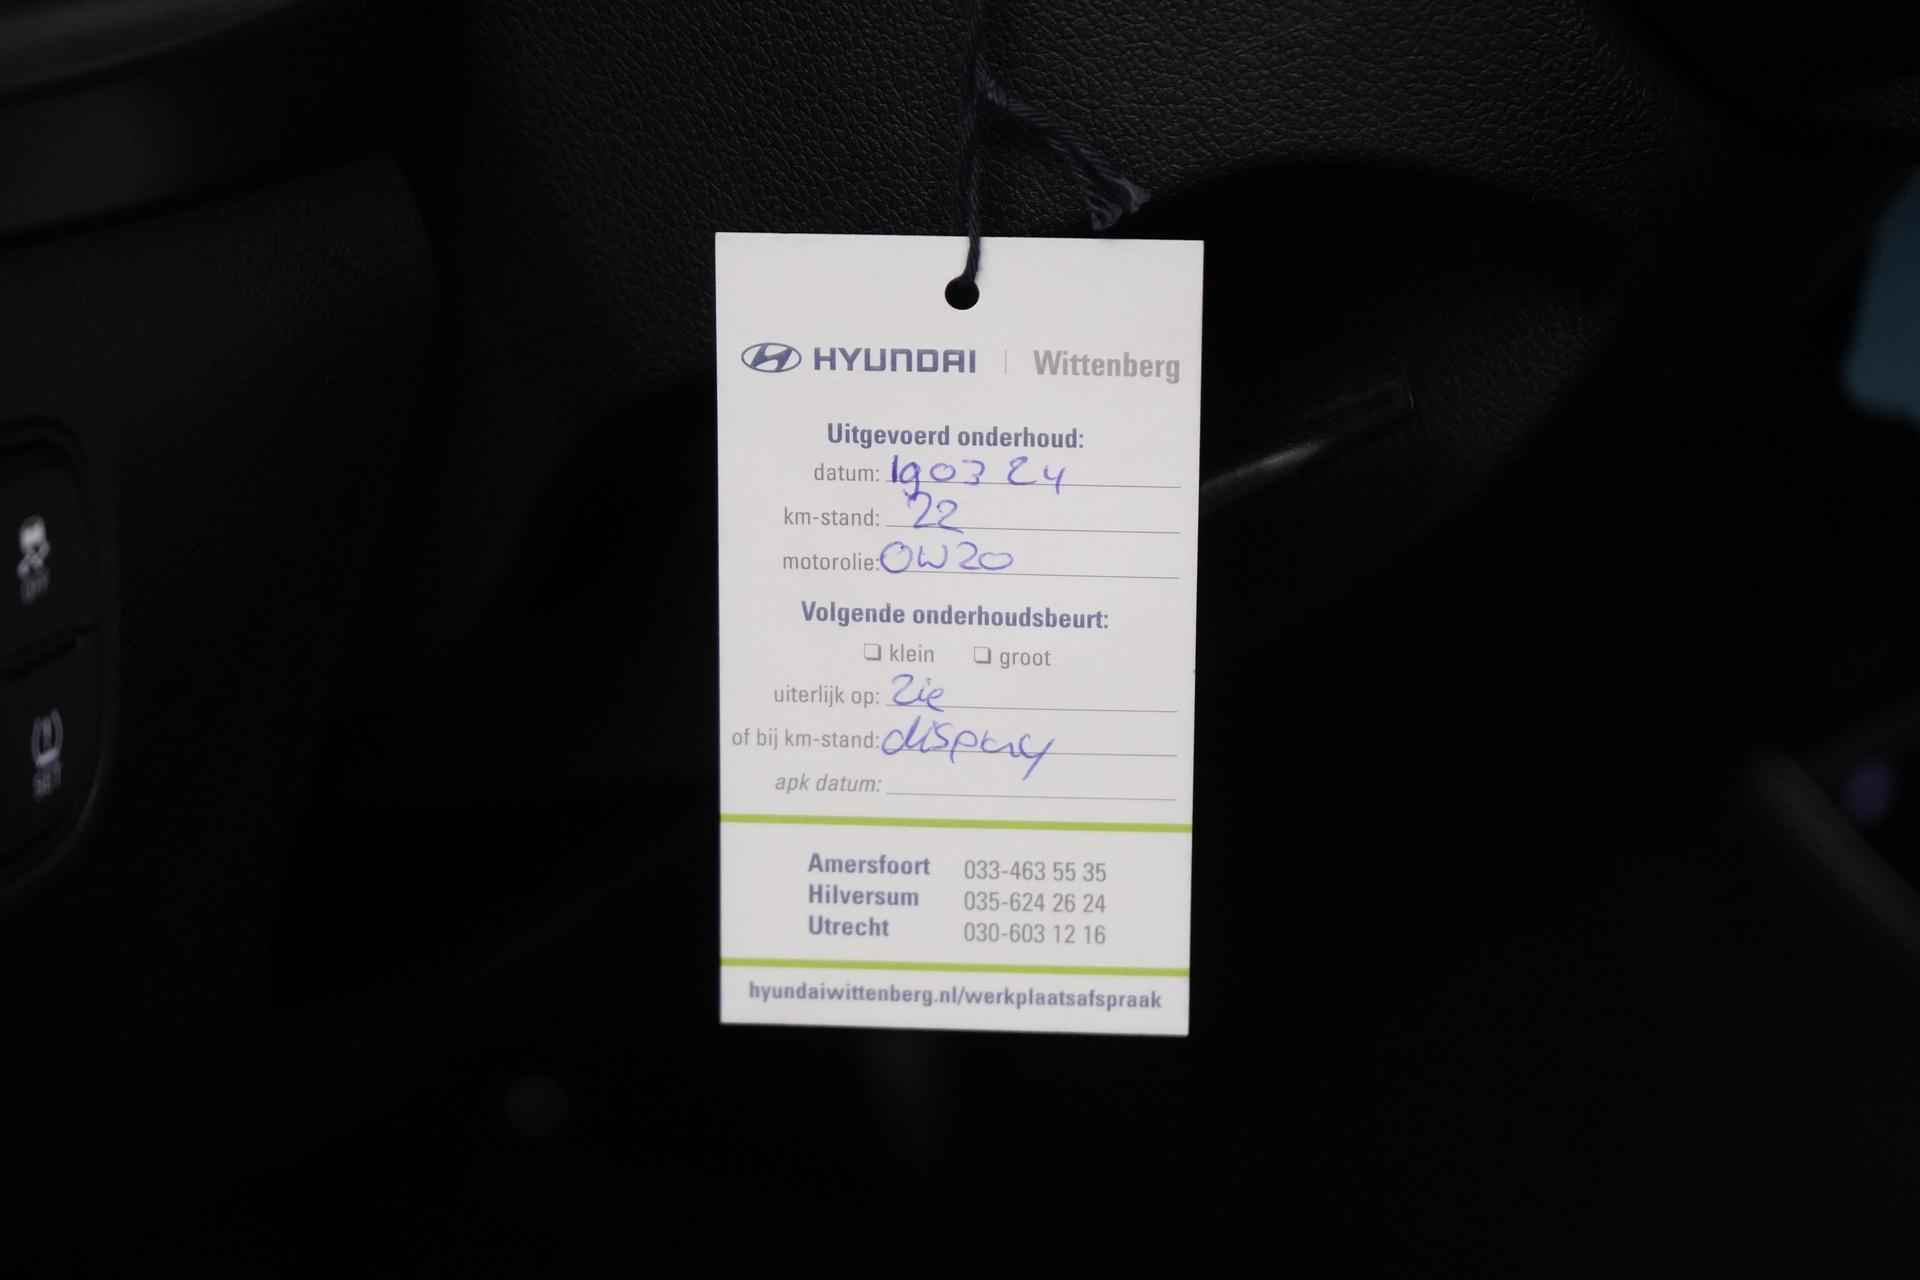 HYUNDAI | Wittenberg
Uitgevoerd onderhoud:
datum: 19 03 24
km-stand: 22
motorolie: 0W20
Volgende onderhoudsbeurt:
❏ klein ❏ groot
uiterlijk op: Zie
of bij km-stand: display
apk datum:
Amersfoort 033-463 55 35
Hilversum 035-624 26 24
Utrecht 030-603 12 16
hyundaiwittenberg.nl/werkplaatsafspraak
OFF
SET